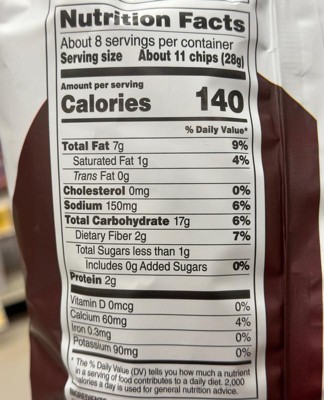 Nutrition Facts
About 8 servings per container
Serving size About 11 chips (28g)
Amount per serving
Calories 140
% Daily Value*
Total Fat 7g 9%
Saturated Fat 1g 4%
Trans Fat 0g
Cholesterol 0mg 0%
Sodium 150mg 6%
Total Carbohydrate 17g 6%
Dietary Fiber 2g 7%
Total Sugars less than 1g
Includes 0g Added Sugars 0%
Protein 2g
Vitamin D 0mcg 0%
Calcium 60mg 4%
Iron 0.3mg 0%
Potassium 90mg 0%
* The % Daily Value (DV) tells you how much a nutrient
in a serving of food contributes to a daily diet. 2,000
calories a day is used for general nutrition advice.